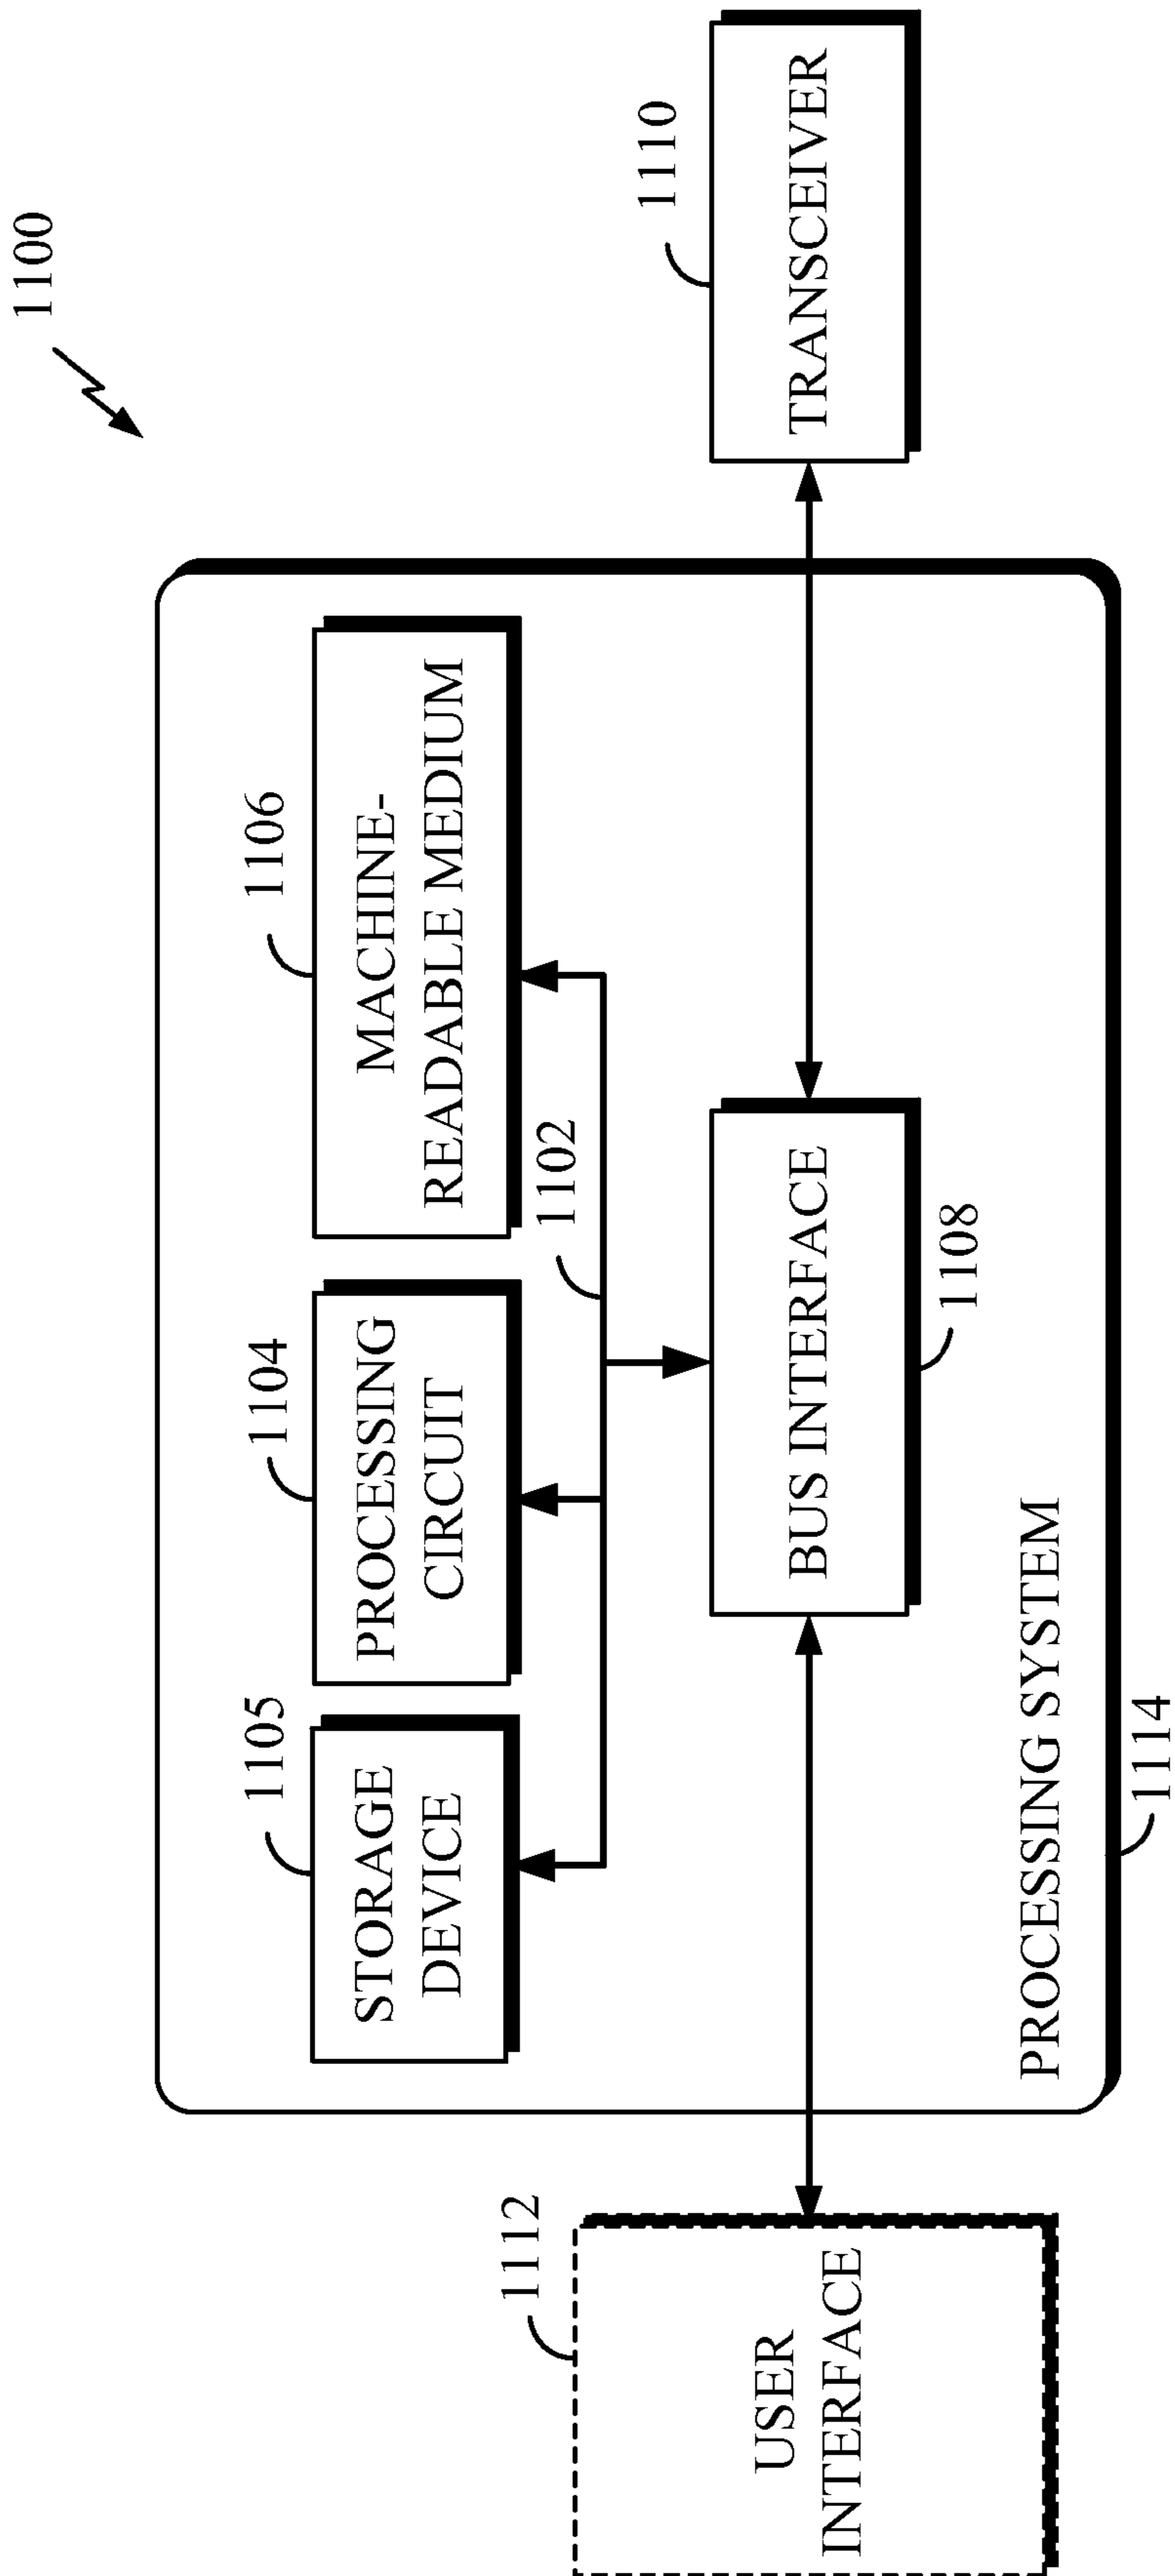 1100
1105
1104
1106
STORAGE
DEVICE
PROCESSING
CIRCUIT
MACHINE-
READABLE MEDIUM
1102
1112
1110
USER
INTERFACE
BUS INTERFACE
TRANSCEIVER
1108
PROCESSING SYSTEM
1114